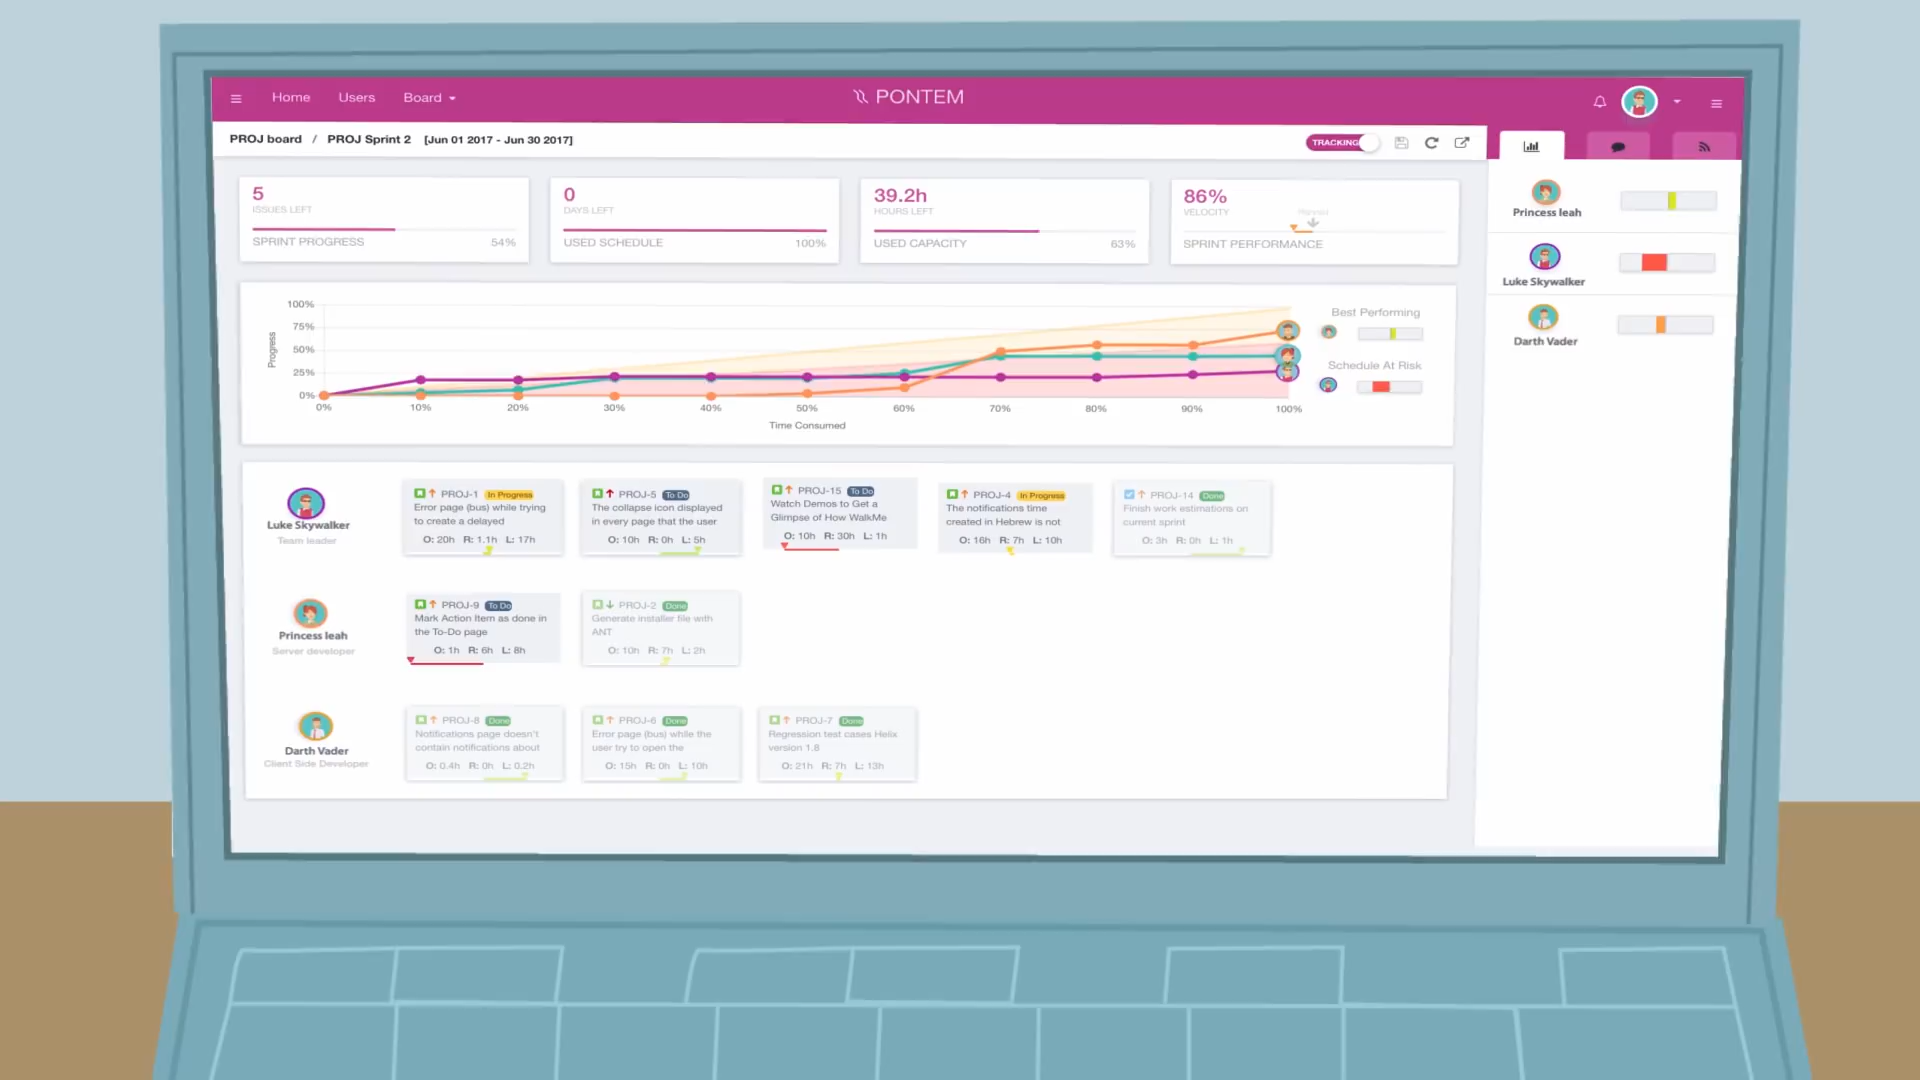 Home Users Board
PONTEM
PROJ board / PROJ Sprint 2 [Jun 01 2017 - Jun 30 2017]
TRACKING
5
ISSUES LEFT
SPRINT PROGRESS 54%
0
DAYS LEFT
USED SCHEDULE 100%
39.2h
HOURS LEFT
USED CAPACITY 63%
86%
VELOCITY
Planned
SPRINT PERFORMANCE
Princess leah
Luke Skywalker
Darth Vader
Progress
100%
75%
50%
25%
0%
0% 10% 20% 30% 40% 50% 60% 70% 80% 90% 100%
Time Consumed
Best Performing
Schedule At Risk
Luke Skywalker
Team leader
PROJ-1 In Progress
Error page (bus) while trying
to create a delayed
O: 20h R: 1.1h L: 17h
PROJ-5 To Do
The collapse icon displayed
in every page that the user
O: 10h R: 0h L: 5h
PROJ-15 To Do
Watch Demos to Get a
Glimpse of How WalkMe
O: 10h R: 30h L: 1h
PROJ-4 In Progress
The notifications time
created in Hebrew is not
O: 16h R: 7h L: 10h
PROJ-14 Done
Finish work estimations on
current sprint
O: 3h R: 0h L: 1h
Princess leah
Server developer
PROJ-9 To Do
Mark Action Item as done in
the To-Do page
O: 1h R: 6h L: 8h
PROJ-2 Done
Generate installer file with
ANT
O: 10h R: 7h L: 2h
Darth Vader
Client Side Developer
PROJ-8 Done
Notifications page doesn't
contain notifications about
O: 0.4h R: 0h L: 0.2h
PROJ-6 Done
Error page (bus) while the
user try to open the
O: 15h R: 0h L: 10h
PROJ-7 Done
Regression test cases Helix
version 1.8
O: 21h R: 7h L: 13h